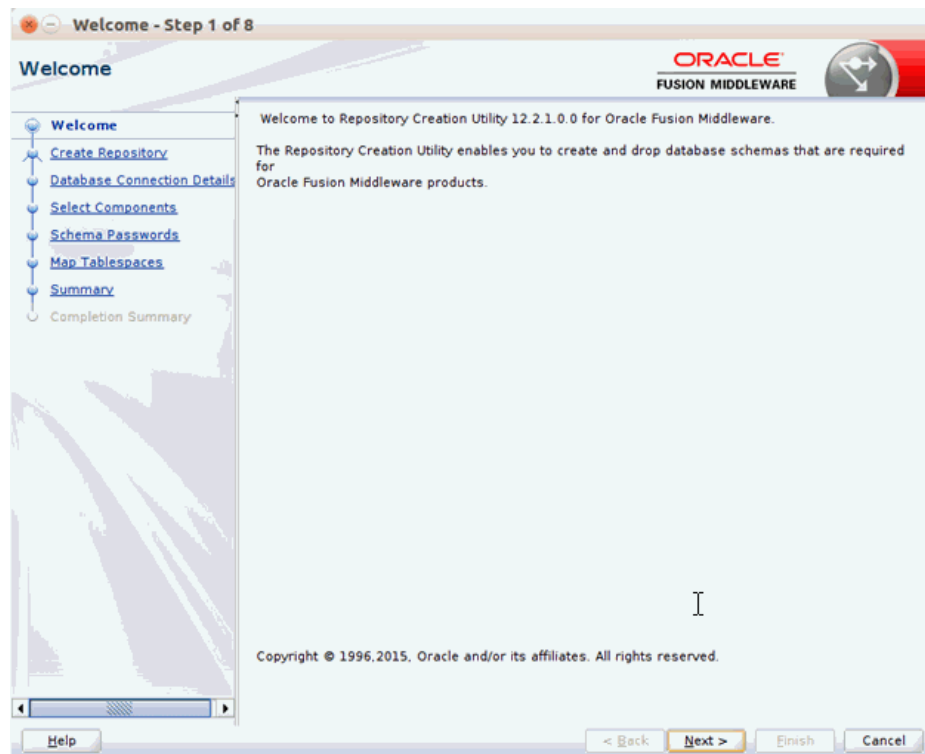 Welcome - Step 1 of 8
Welcome
ORACLE
FUSION MIDDLEWARE
Welcome
Create Repository
Database Connection Details
Select Components
Schema Passwords
Map Tablespaces
Summary
Completion Summary
Welcome to Repository Creation Utility 12.2.1.0.0 for Oracle Fusion Middleware.
The Repository Creation Utility enables you to create and drop database schemas that are required
for
Oracle Fusion Middleware products.
Copyright © 1996,2015, Oracle and/or its affiliates. All rights reserved.
Help
< Back
Next >
Finish
Cancel